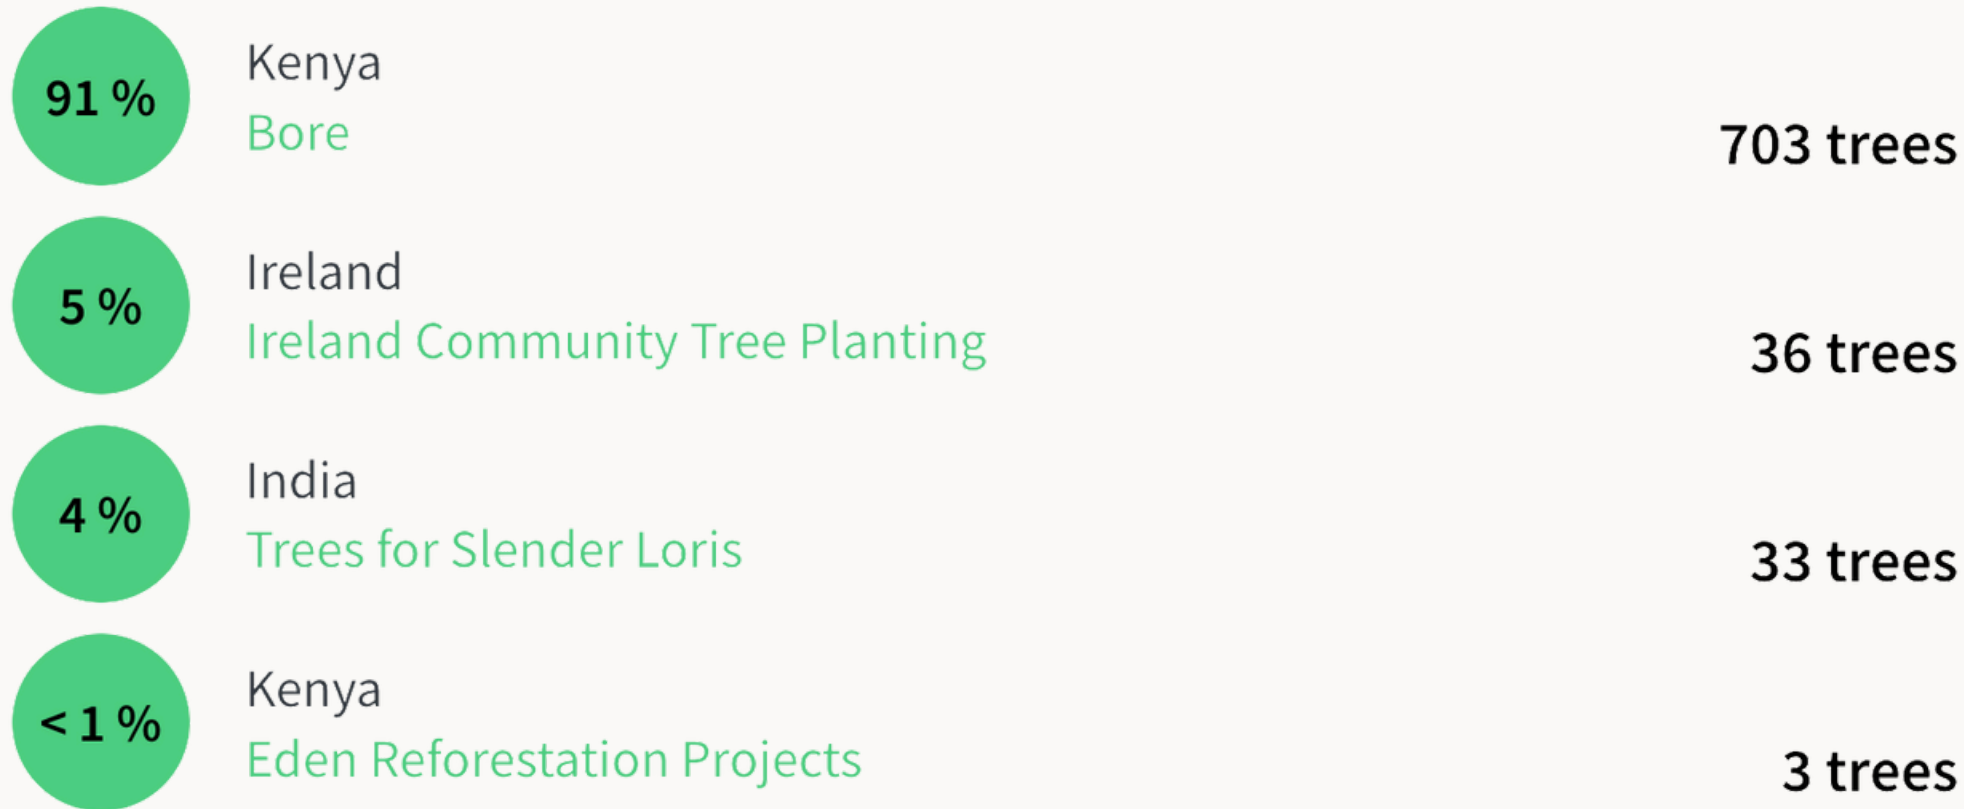 91 %
Kenya
Bore
703 trees
5 %
Ireland
Ireland Community Tree Planting
36 trees
4 %
India
Trees for Slender Loris
33 trees
< 1 %
Kenya
Eden Reforestation Projects
3 trees